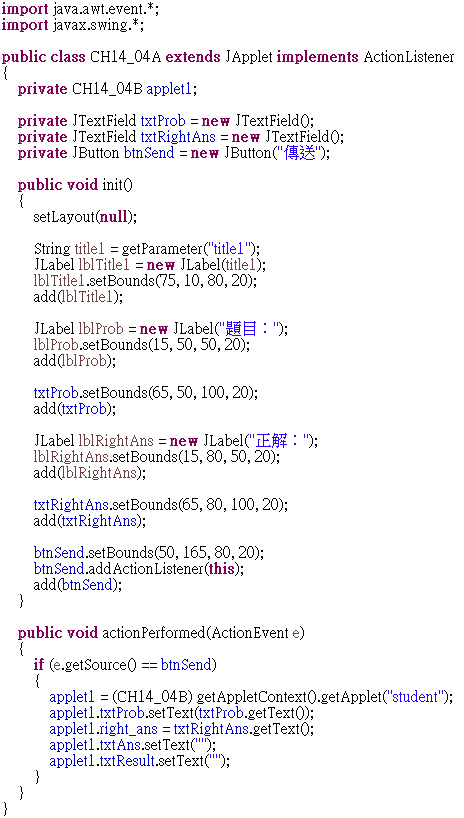 import java.awt.event.*;
import javax.swing.*;
public class CH14_04A extends JApplet implements ActionListener
{
private CH14_04B applet1;
private JTextField txtProb = new JTextField();
private JTextField txtRightAns = new JTextField();
private JButton btnSend = new JButton("傳送");
public void init()
{
setLayout(null);
String title1 = getParameter("title1");
JLabel lblTitle1 = new JLabel(title1);
lblTitle1.setBounds(75, 10, 80, 20);
add(lblTitle1);
JLabel lblProb = new JLabel("題目：");
lblProb.setBounds(15, 50, 50, 20);
add(lblProb);
txtProb.setBounds(65, 50, 100, 20);
add(txtProb);
JLabel lblRightAns = new JLabel("正解：");
lblRightAns.setBounds(15, 80, 50, 20);
add(lblRightAns);
txtRightAns.setBounds(65, 80, 100, 20);
add(txtRightAns);
btnSend.setBounds(50, 165, 80, 20);
btnSend.addActionListener(this);
add(btnSend);
}
public void actionPerformed(ActionEvent e)
{
if (e.getSource() == btnSend)
{
applet1 = (CH14_04B) getAppletContext().getApplet("student");
applet1.txtProb.setText(txtProb.getText());
applet1.right_ans = txtRightAns.getText();
applet1.txtAns.setText("");
applet1.txtResult.setText("");
}
}
}